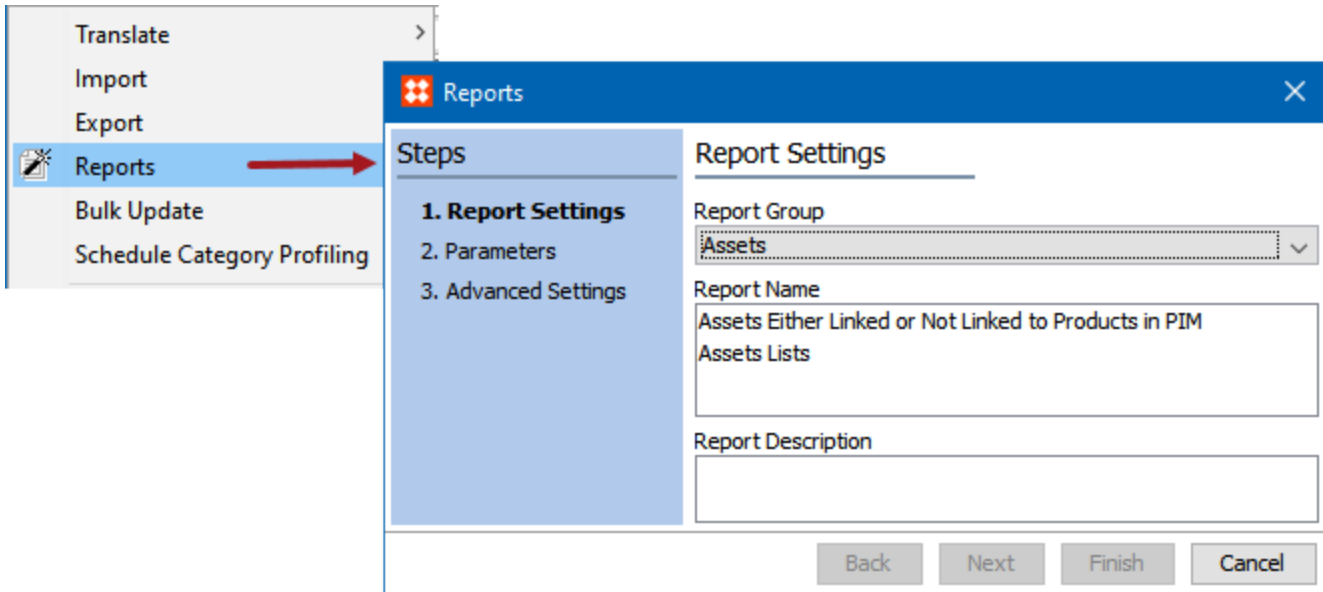 Translate
Import
Export
Reports
Bulk Update
Schedule Category Profiling
Reports
Steps
1. Report Settings
2. Parameters
3. Advanced Settings
Report Settings
Report Group
Assets
Report Name
Assets Either Linked or Not Linked to Products in PIM
Assets Lists
Report Description
Back Next Finish Cancel